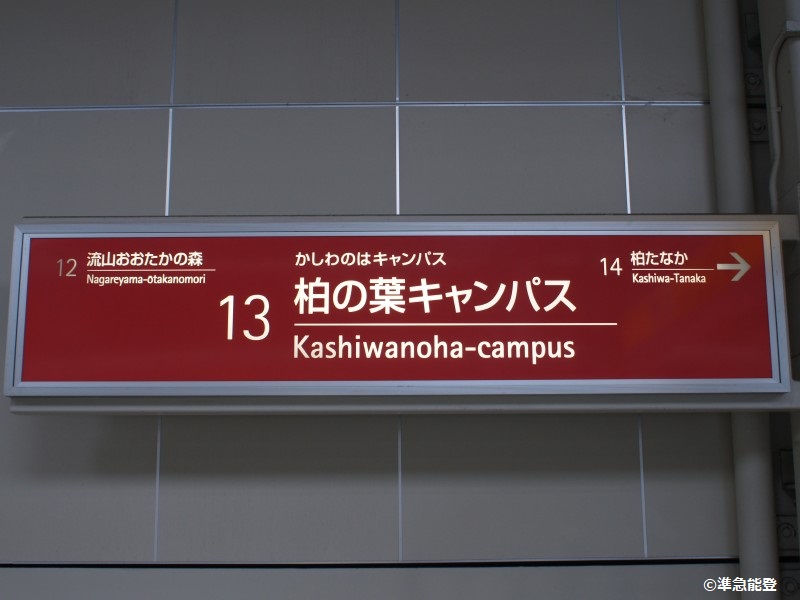 12 流山おおたかの森
Nagareyama-ōtakanomori
かしわのはキャンパス
13 柏の葉キャンパス
Kashiwanoha-campus
14 柏たなか
Kashiwa-Tanaka
©準急能登